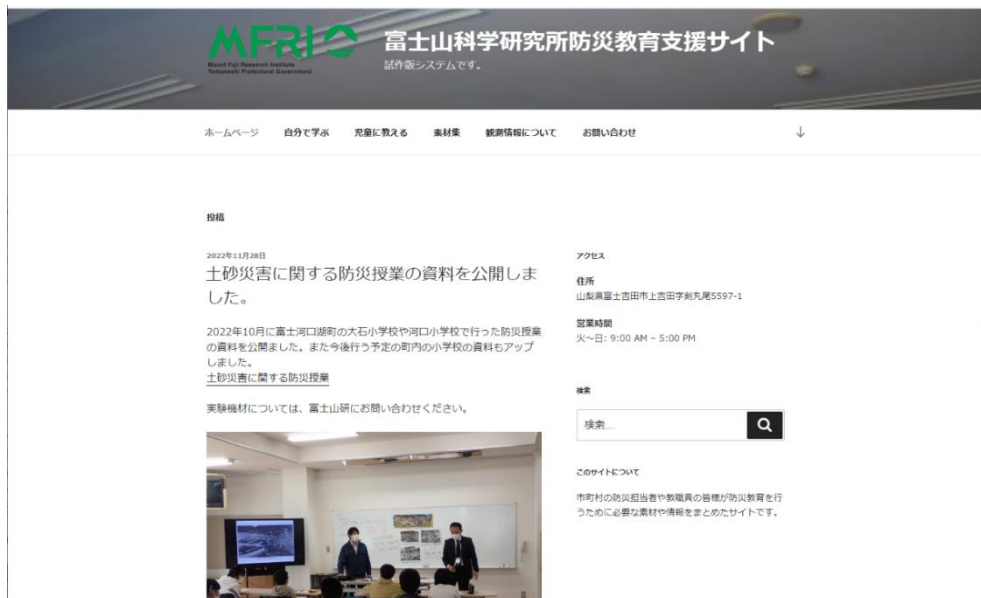 MFRI
Mount Fuji Research Institute
Yamanashi Prefectural Government
富士山科学研究所防災教育支援サイト
試作版システムです。
ホームページ 自分で学ぶ 児童に教える 素材集 観測情報について お問い合わせ ↓
投稿
2022年11月28日
土砂災害に関する防災授業の資料を公開しま
した。
2022年10月に富士河口湖町の大石小学校や河口小学校で行った防災授業
の資料を公開ました。また今後行う予定の町内の小学校の資料もアップ
しました。
土砂災害に関する防災授業
実験機材については、富士山研にお問い合わせください。
アクセス
住所
山梨県富士吉田市上吉田字剣丸尾5597-1
営業時間
火～日: 9:00 AM – 5:00 PM
検索
検索...
このサイトについて
市町村の防災担当者や教職員の皆様が防災教育を行
うために必要な素材や情報をまとめたサイトです。